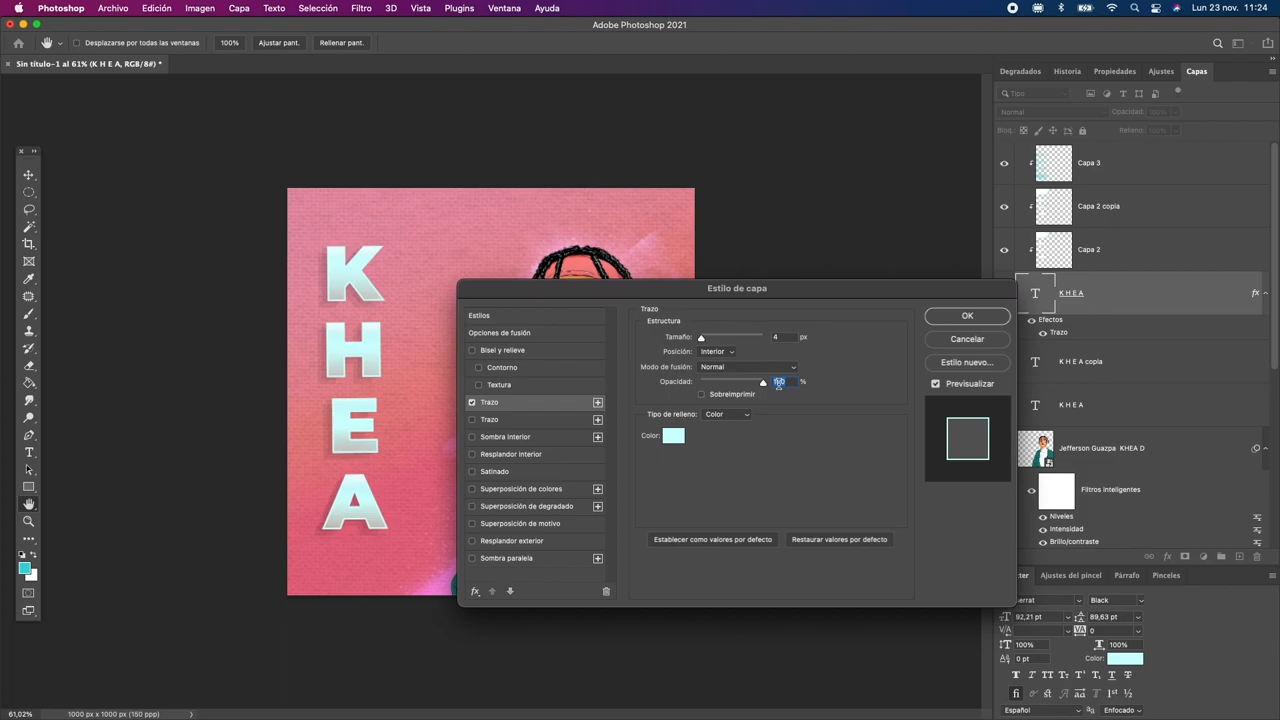 Photoshop Archivo Edición Imagen Capa Texto Selección Filtro 3D Vista Plugins Ventana Ayuda Lun 23 nov. 11:24
Adobe Photoshop 2021
Desplazarse por todas las ventanas 100% Ajustar pant. Rellenar pant.
Sin título-1 al 61% (K H E A, RGB/8#) *
Degradados Historia Propiedades Ajustes Capas
Tipo
Normal Opacidad: 100%
Bloq.: Relleno: 100%
Capa 3
Capa 2 copia
Capa 2
K H E A fx
Efectos
Trazo
K H E A copia
K H E A
Jefferson Guazpa KHEA D
Filtros inteligentes
Niveles
Intensidad
Brillo/contraste
K
H
E
A
Estilo de capa
Estilos
Opciones de fusión
Bisel y relieve
Contorno
Textura
Trazo
Trazo
Sombra interior
Resplandor interior
Satinado
Superposición de colores
Superposición de degradado
Superposición de motivo
Resplandor exterior
Sombra paralela
fx
Trazo
Estructura
Tamaño: 4 px
Posición: Interior
Modo de fusión: Normal
Opacidad: %
Sobreimprimir
Tipo de relleno: Color
Color:
Establecer como valores por defecto Restaurar valores por defecto
OK
Cancelar
Estilo nuevo...
Previsualizar
Ajustes del pincel Párrafo Pinceles
Black
92,21 pt 89,63 pt
0
100% 100%
0 pt Color:
Español Enfocado
61,02% 1000 px x 1000 px (150 ppp)